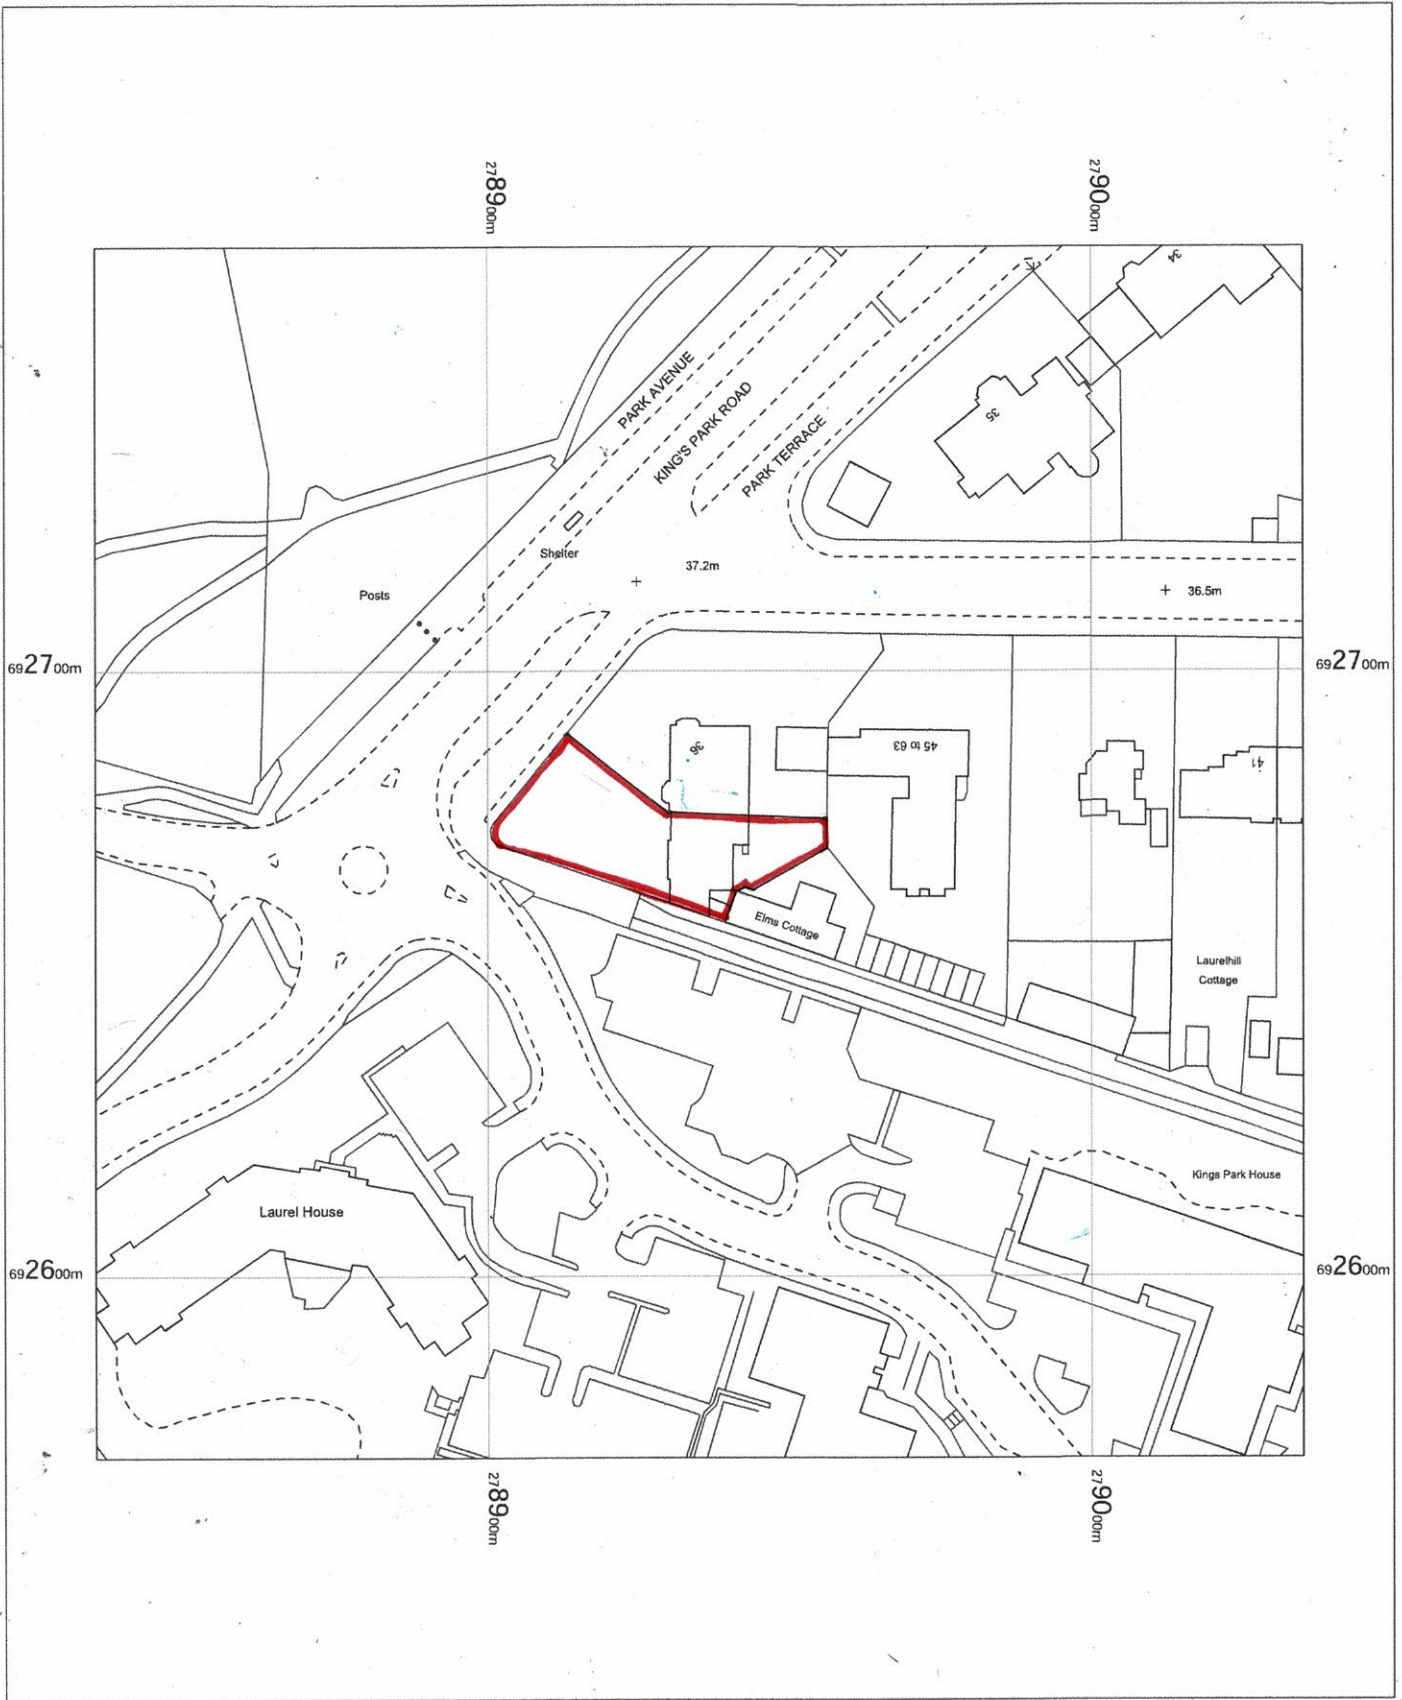 278900m
279000m
34
PARK AVENUE
KING'S PARK ROAD
PARK TERRACE
35
Shelter
37.2m
36.5m
Posts
692700m
692700m
36
45 to 63
41
Elms Cottage
Laurelhill
Cottage
Kings Park House
Laurel House
692600m
692600m
278900m
279000m